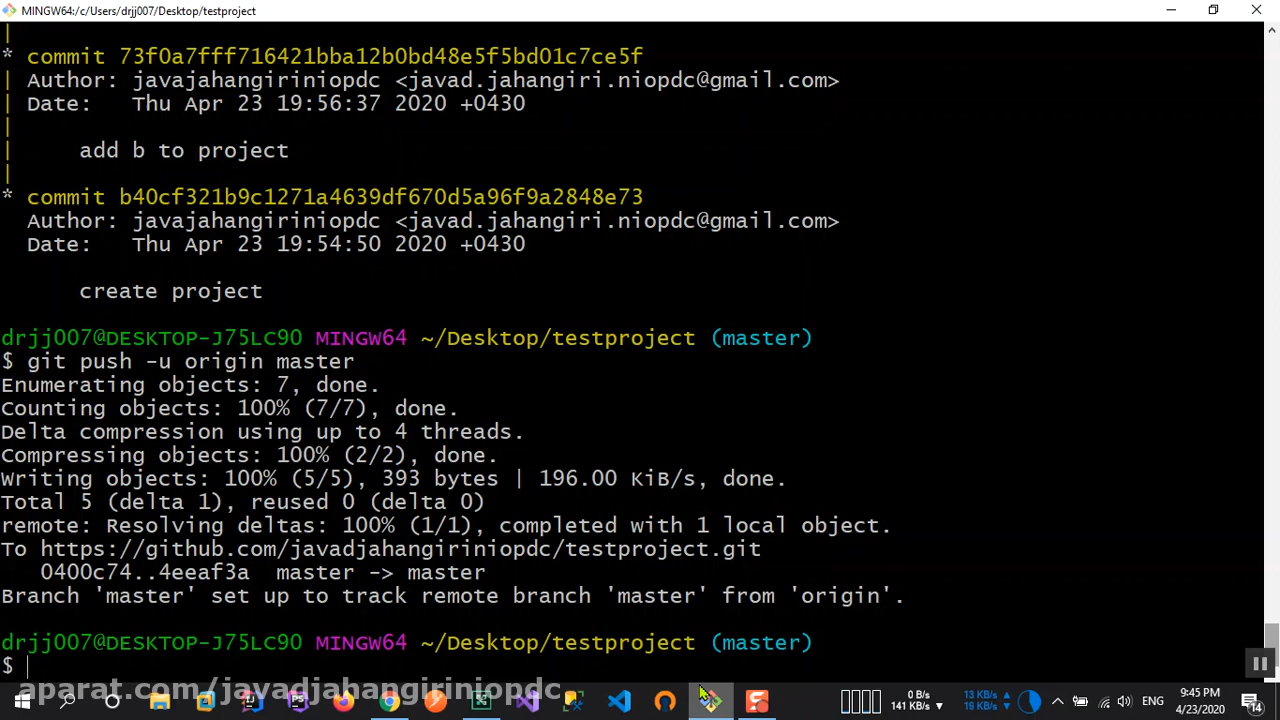 MINGW64:/c/Users/drjj007/Desktop/testproject
|
* commit 73f0a7fff716421bba12b0bd48e5f5bd01c7ce5f
| Author: javajahangiriniopdc <javad.jahangiri.niopdc@gmail.com>
| Date:   Thu Apr 23 19:56:37 2020 +0430
|
|     add b to project
|
* commit b40cf321b9c1271a4639df670d5a96f9a2848e73
  Author: javajahangiriniopdc <javad.jahangiri.niopdc@gmail.com>
  Date:   Thu Apr 23 19:54:50 2020 +0430
      create project
drjj007@DESKTOP-J75LC90 MINGW64 ~/Desktop/testproject (master)
$ git push -u origin master
Enumerating objects: 7, done.
Counting objects: 100% (7/7), done.
Delta compression using up to 4 threads.
Compressing objects: 100% (2/2), done.
Writing objects: 100% (5/5), 393 bytes | 196.00 KiB/s, done.
Total 5 (delta 1), reused 0 (delta 0)
remote: Resolving deltas: 100% (1/1), completed with 1 local object.
To https://github.com/javadjahangiriniopdc/testproject.git
   0400c74..4eeaf3a  master -> master
Branch 'master' set up to track remote branch 'master' from 'origin'.
drjj007@DESKTOP-J75LC90 MINGW64 ~/Desktop/testproject (master)
$
aparat.com/javadjahangiriniopdc
0 B/s
141 KB/s
13 KB/s
19 KB/s
ENG
9:45 PM
4/23/2020
14